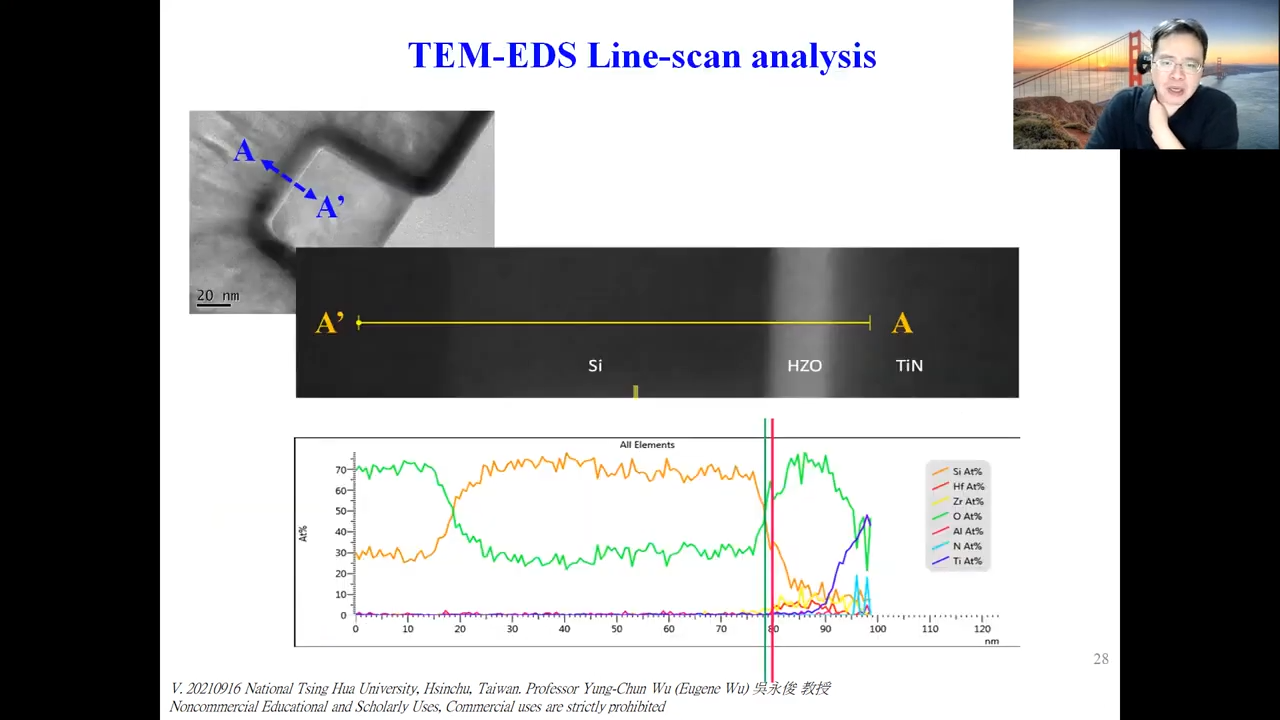 TEM-EDS Line-scan analysis
A
A’
20 nm
A’
A
Si
HZO
TiN
All Elements
At%
70
60
50
40
30
20
10
0
0 10 20 30 40 50 60 70 80 90 100 110 120
nm
Si At%
Hf At%
Zr At%
O At%
Al At%
N At%
Ti At%
28
V. 20210916 National Tsing Hua University, Hsinchu, Taiwan. Professor Yung-Chun Wu (Eugene Wu) 吳永俊 教授
Noncommercial Educational and Scholarly Uses, Commercial uses are strictly prohibited